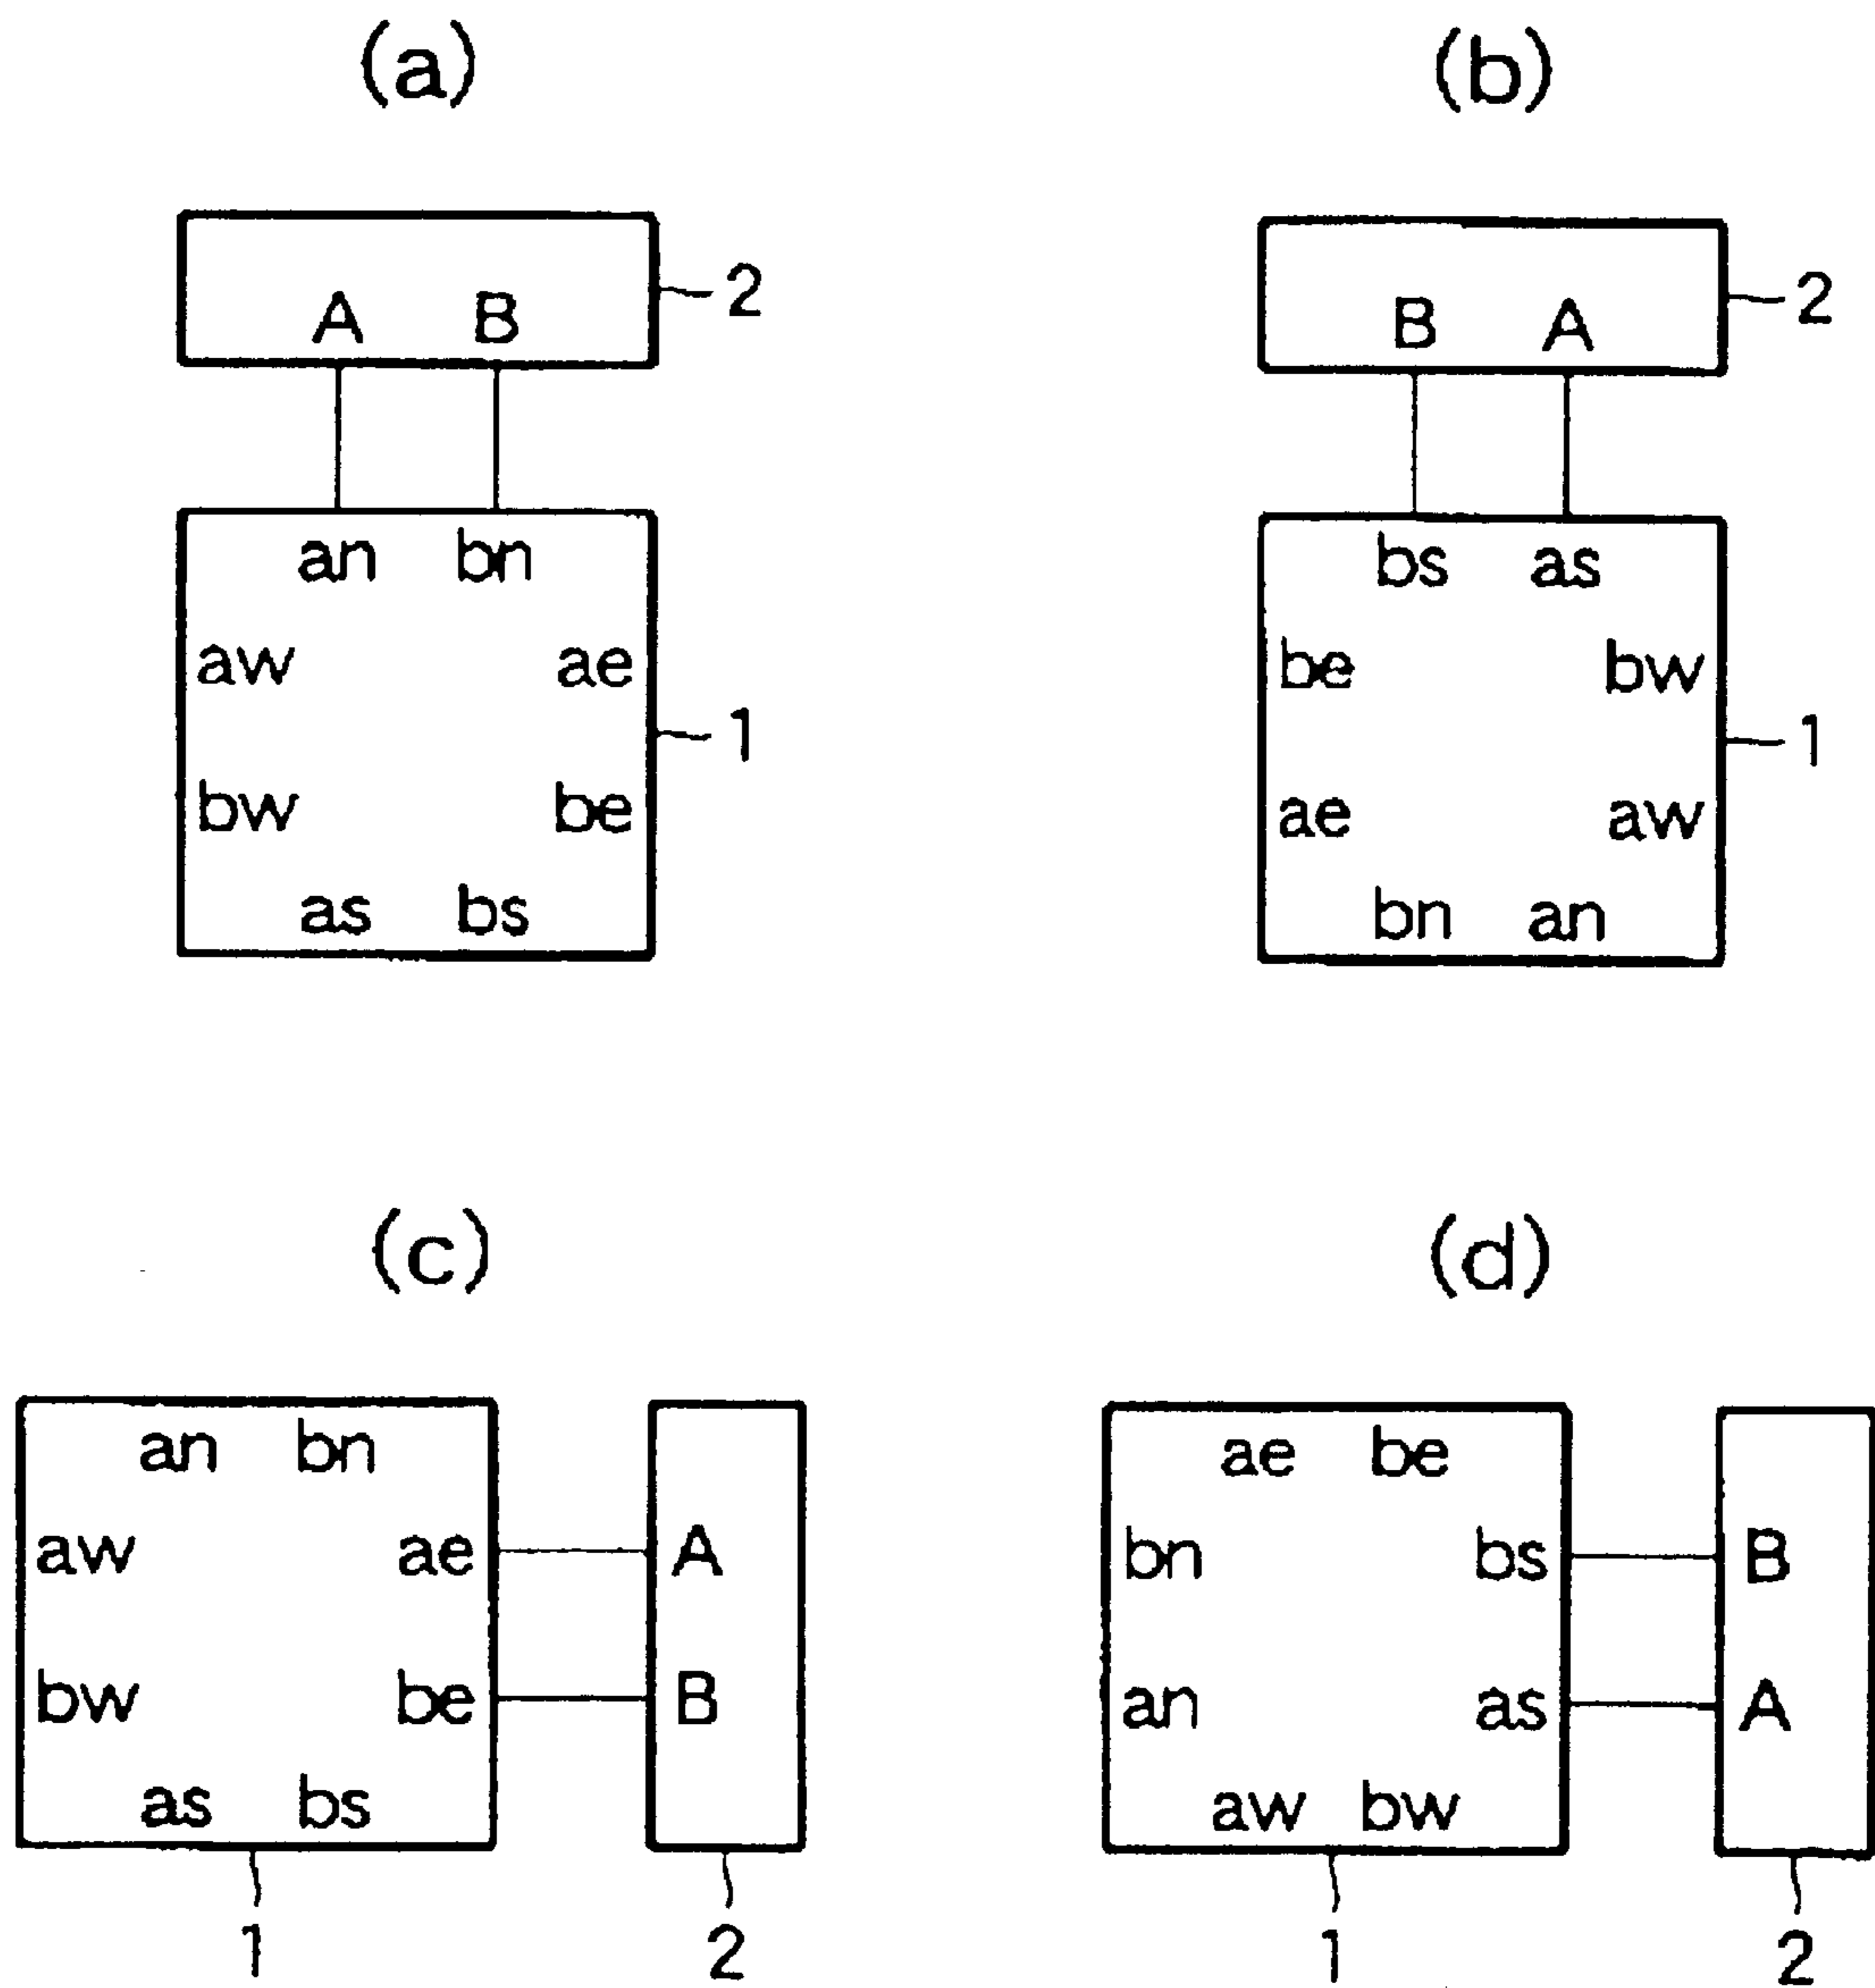 (a)
A B
2
an bn
aw ae
1
bw be
as bs
(b)
B A
2
bs as
be bw
1
ae aw
bn an
(c)
an bn
aw ae A
bw be B
as bs
1 2
(d)
ae be
bn bs B
an as A
aw bw
1 2